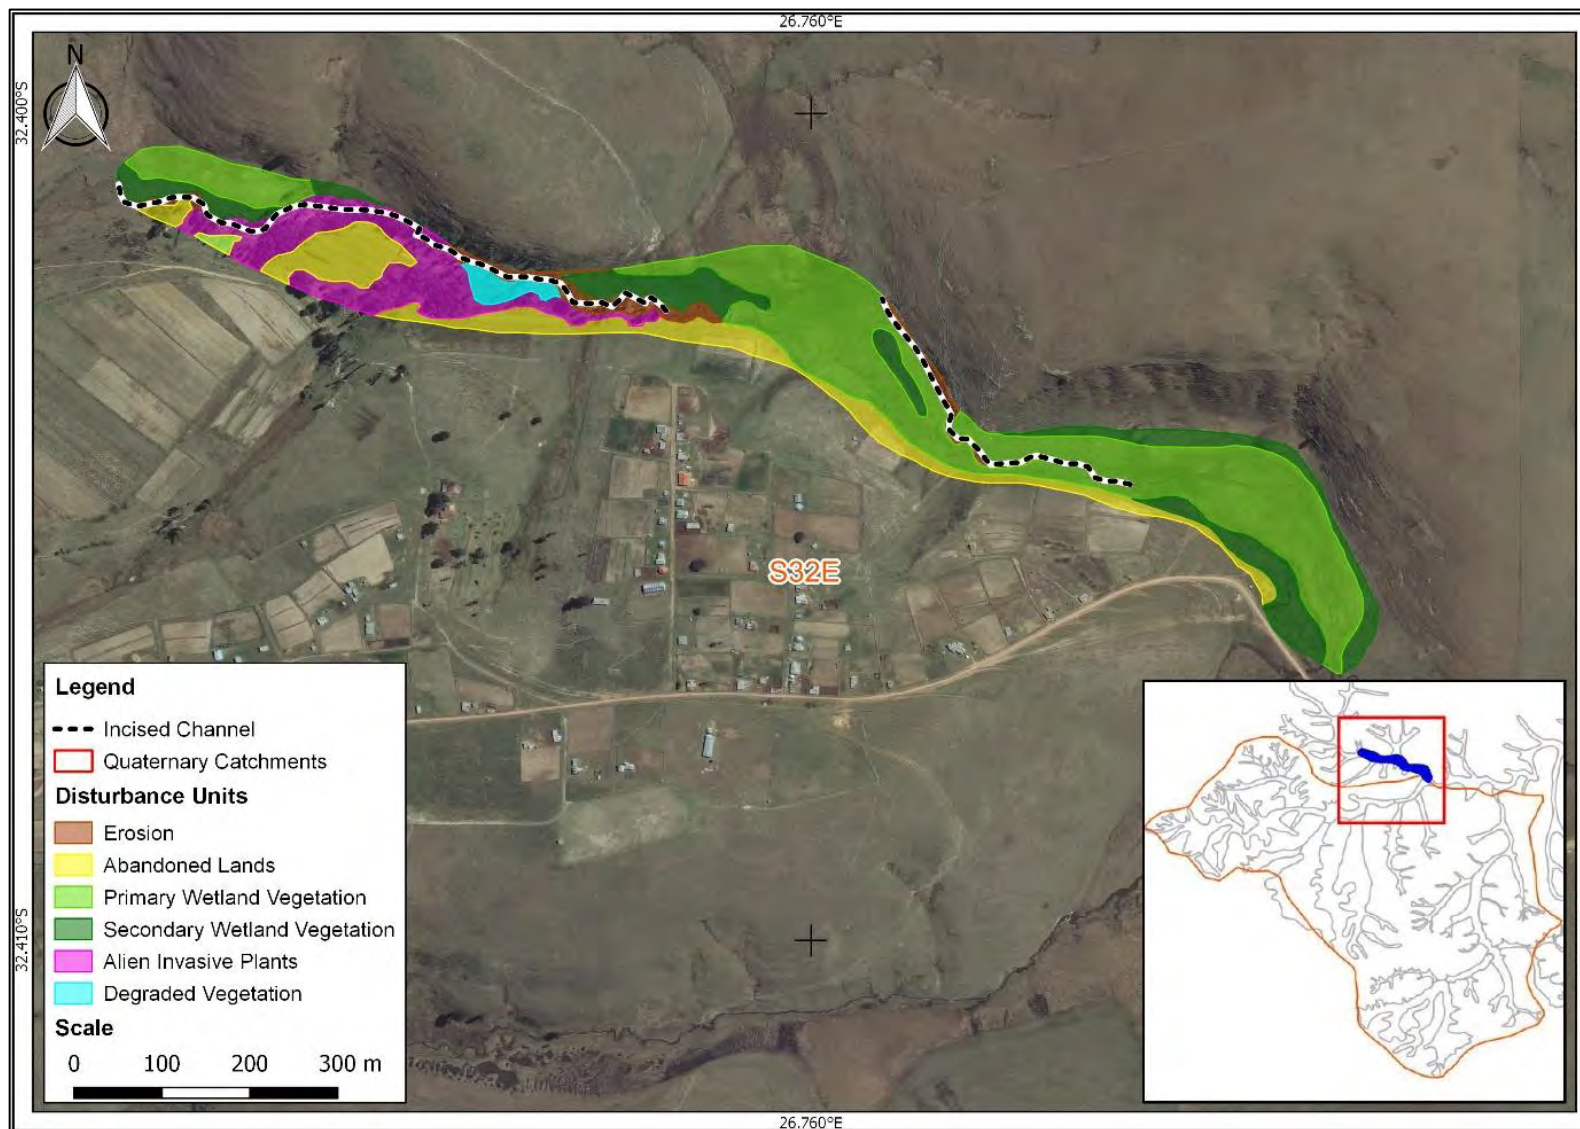 26.760°E
N
32.400°S
S32E
32.410°S
Legend
Incised Channel
Quaternary Catchments
Disturbance Units
Erosion
Abandoned Lands
Primary Wetland Vegetation
Secondary Wetland Vegetation
Alien Invasive Plants
Degraded Vegetation
Scale
0 100 200 300 m
26.760°E